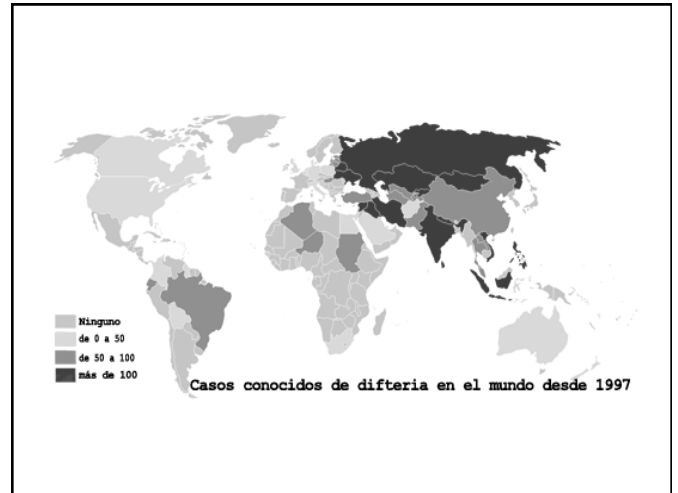 Ninguno
de 0 a 50
de 50 a 100
más de 100
Casos conocidos de difteria en el mundo desde 1997